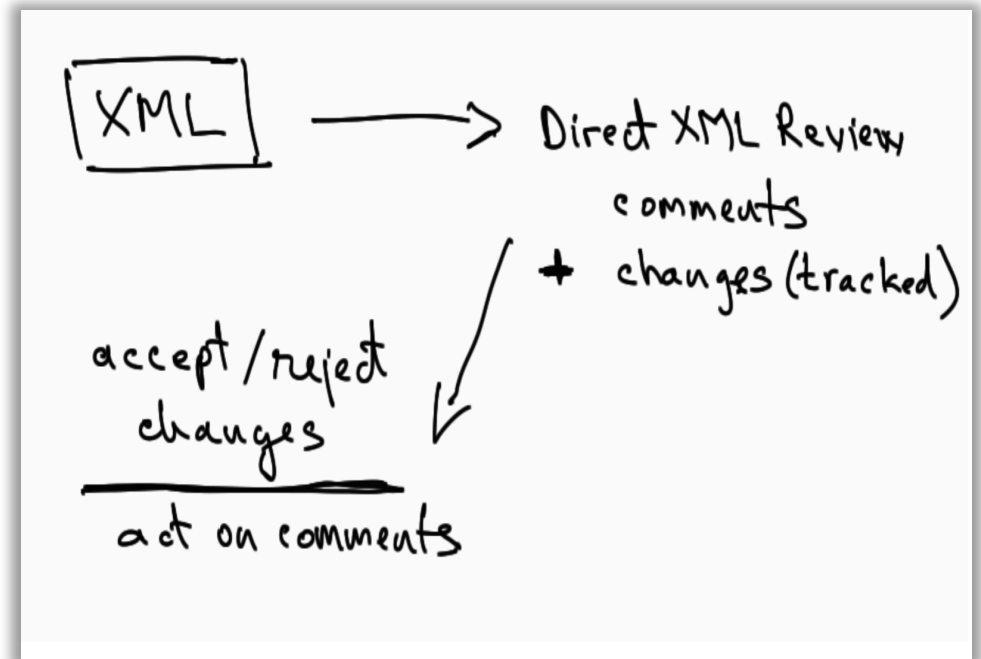 XML
Direct XML Review
comments
+ changes (tracked)
accept/reject
changes
act on comments